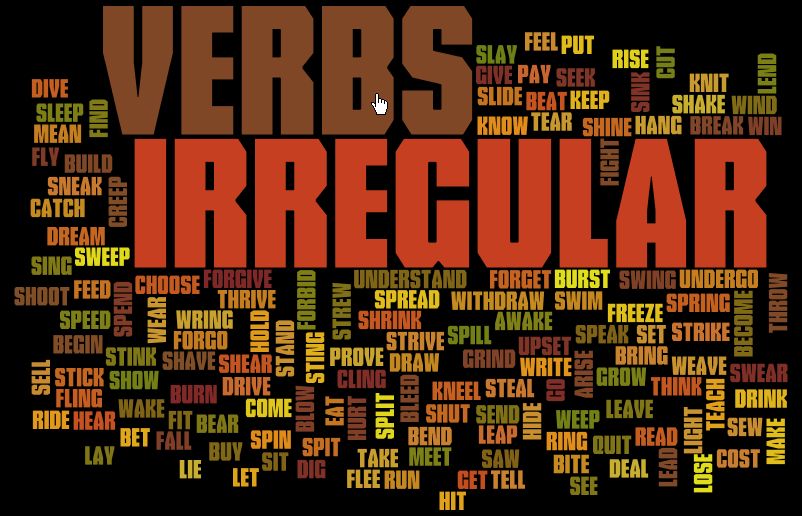 VERBS
IRREGULAR
SLAY
FEEL
PUT
RISE
CUT
LEND
GIVE
PAY
SEEK
SINK
KNIT
SLIDE
BEAT
KEEP
SHAKE
WIND
KNOW
TEAR
SHINE
HANG
BREAK
WIN
FIGHT
DIVE
SLEEP
FIND
MEAN
FLY
BUILD
SNEAK
CREEP
CATCH
DREAM
SING
SWEEP
SHOOT
FEED
SPEND
CHOOSE
FORGIVE
THRIVE
FORBID
UNDERSTAND
FORGET
BURST
SWING
UNDERGO
THROW
STREW
SPREAD
WITHDRAW
SWIM
SPRING
BECOME
SPEED
WEAR
WRING
HOLD
SHRINK
AWAKE
FREEZE
BEGIN
FORGO
STAND
STING
STRIVE
SPILL
SPEAK
SET
STRIKE
STINK
SHAVE
SHEAR
PROVE
DRAW
GRIND
UPSET
BRING
WEAVE
SELL
STICK
SHOW
BURN
DRIVE
CLING
WRITE
ARISE
GROW
THINK
SWEAR
FLING
BLOW
BLEED
KNEEL
STEAL
GO
TEACH
DRINK
RIDE
HEAR
WAKE
FIT
BEAR
COME
EAT
HURT
SPLIT
SHUT
SEND
HIDE
WEEP
LEAVE
LIGHT
SEW
MAKE
BET
FALL
SPIN
SPIT
BEND
LEAP
RING
QUIT
READ
LAY
BUY
SIT
DIG
TAKE
MEET
SAW
BITE
DEAL
LEAD
LOSE
COST
LIE
LET
FLEE
RUN
GET
TELL
SEE
HIT